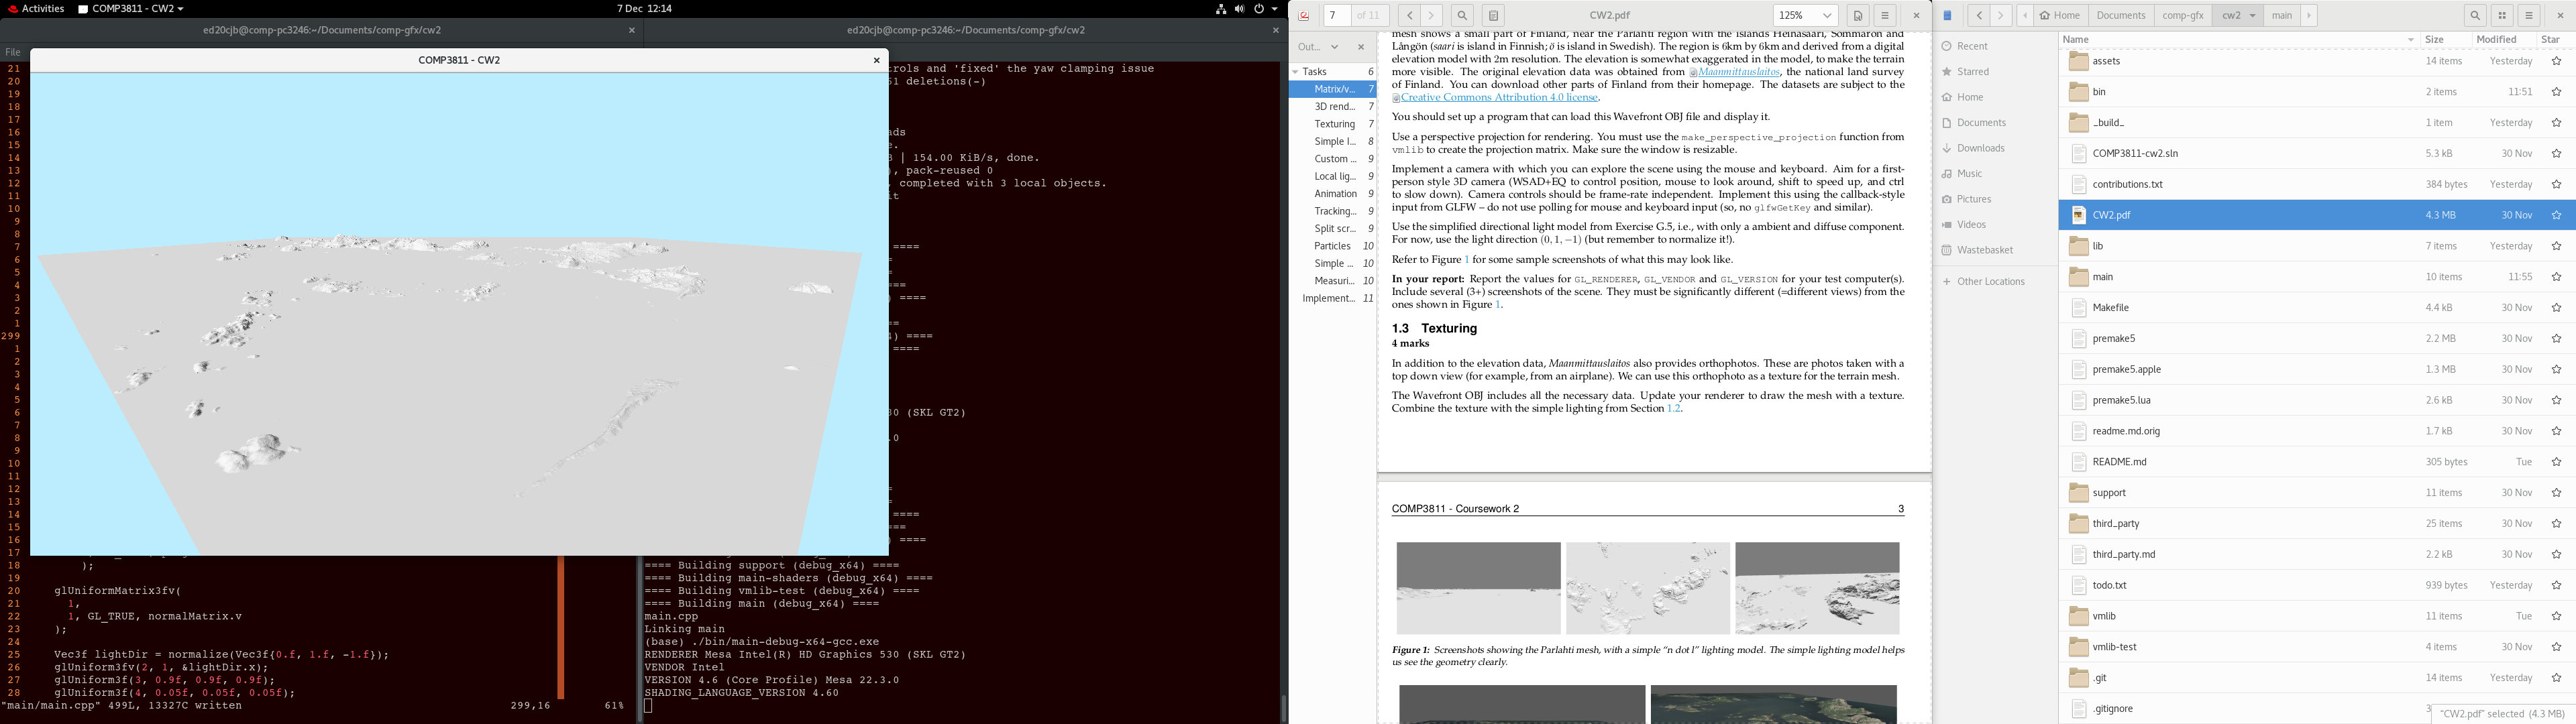 Activities
COMP3811 - CW2
7 Dec 12:14
ed20cjb@comp-pc3246:~/Documents/comp-gfx/cw2
ed20cjb@comp-pc3246:~/Documents/comp-gfx/cw2
File
COMP3811 - CW2
21
20
19
18
17
16
15
14
13
12
11
10
9
8
7
6
5
4
3
2
1
299
1
2
3
4
5
6
7
8
9
10
11
12
13
14
15
16
17
18 );
19
20 glUniformMatrix3fv(
21 1,
22 1, GL_TRUE, normalMatrix.v
23 );
24
25 Vec3f lightDir = normalize(Vec3f{0.f, 1.f, -1.f});
26 glUniform3fv(2, 1, &lightDir.x);
27 glUniform3f(3, 0.9f, 0.9f, 0.9f);
28 glUniform3f(4, 0.05f, 0.05f, 0.05f);
"main/main.cpp" 499L, 13327C written 299,16 61%
rols and 'fixed' the yaw clamping issue
1 deletions(-)
ads
e.
| 154.00 KiB/s, done.
), pack-reused 0
, completed with 3 local objects.
it
====
) ====
==
) ====
====
30 (SKL GT2)
.0
====
) ====
==== Building support (debug_x64) ====
==== Building main-shaders (debug_x64) ====
==== Building vmlib-test (debug_x64) ====
==== Building main (debug_x64) ====
main.cpp
Linking main
(base) ./bin/main-debug-x64-gcc.exe
RENDERER Mesa Intel(R) HD Graphics 530 (SKL GT2)
VENDOR Intel
VERSION 4.6 (Core Profile) Mesa 22.3.0
SHADING_LANGUAGE_VERSION 4.60
7 of 11
CW2.pdf
125%
Out...
Tasks 6
Matrix/v... 7
3D rend... 7
Texturing 7
Simple l... 8
Custom ... 9
Local lig... 9
Animation 9
Tracking... 9
Split scr... 9
Particles 10
Simple ... 10
Measuri... 10
Implement... 11
mesh shows a small part of Finland, near the Parlahti region with the islands Heinäsaari, Sommarön and
Långön (saari is island in Finnish; ö is island in Swedish). The region is 6km by 6km and derived from a digital
elevation model with 2m resolution. The elevation is somewhat exaggerated in the model, to make the terrain
more visible. The original elevation data was obtained from Maanmittauslaitos, the national land survey
of Finland. You can download other parts of Finland from their homepage. The datasets are subject to the
Creative Commons Attribution 4.0 license.
You should set up a program that can load this Wavefront OBJ file and display it.
Use a perspective projection for rendering. You must use the make_perspective_projection function from
vmlib to create the projection matrix. Make sure the window is resizable.
Implement a camera with which you can explore the scene using the mouse and keyboard. Aim for a first-
person style 3D camera (WSAD+EQ to control position, mouse to look around, shift to speed up, and ctrl
to slow down). Camera controls should be frame-rate independent. Implement this using the callback-style
input from GLFW – do not use polling for mouse and keyboard input (so, no glfwGetKey and similar).
Use the simplified directional light model from Exercise G.5, i.e., with only a ambient and diffuse component.
For now, use the light direction (0, 1, −1) (but remember to normalize it!).
Refer to Figure 1 for some sample screenshots of what this may look like.
In your report: Report the values for GL_RENDERER, GL_VENDOR and GL_VERSION for your test computer(s).
Include several (3+) screenshots of the scene. They must be significantly different (=different views) from the
ones shown in Figure 1.
1.3 Texturing
4 marks
In addition to the elevation data, Maanmittauslaitos also provides orthophotos. These are photos taken with a
top down view (for example, from an airplane). We can use this orthophoto as a texture for the terrain mesh.
The Wavefront OBJ includes all the necessary data. Update your renderer to draw the mesh with a texture.
Combine the texture with the simple lighting from Section 1.2.
COMP3811 - Coursework 2 3
Figure 1: Screenshots showing the Parlahti mesh, with a simple “n dot l” lighting model. The simple lighting model helps
us see the geometry clearly.
Home
Documents
comp-gfx
cw2
main
Recent
Starred
Home
Documents
Downloads
Music
Pictures
Videos
Wastebasket
Other Locations
Name Size Modified Star
assets 14 items Yesterday
bin 2 items 11:51
_build_ 1 item Yesterday
COMP3811-cw2.sln 5.3 kB 30 Nov
contributions.txt 384 bytes Yesterday
CW2.pdf 4.3 MB 30 Nov
lib 7 items Yesterday
main 10 items 11:55
Makefile 4.4 kB 30 Nov
premake5 2.2 MB 30 Nov
premake5.apple 1.3 MB 30 Nov
premake5.lua 2.6 kB 30 Nov
readme.md.orig 1.7 kB 30 Nov
README.md 305 bytes Tue
support 11 items 30 Nov
third_party 25 items 30 Nov
third_party.md 2.2 kB 30 Nov
todo.txt 939 bytes Yesterday
vmlib 11 items Tue
vmlib-test 4 items 30 Nov
.git 14 items Yesterday
.gitignore
“CW2.pdf” selected (4.3 MB)